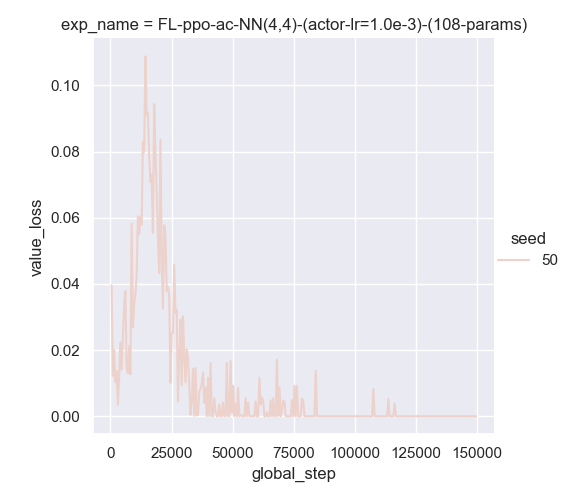 exp_name = FL-ppo-ac-NN(4,4)-(actor-lr=1.0e-3)-(108-params)
0.10
0.08
0.06
0.04
0.02
0.00
value_loss
seed
50
0 25000 50000 75000 100000 125000 150000
global_step